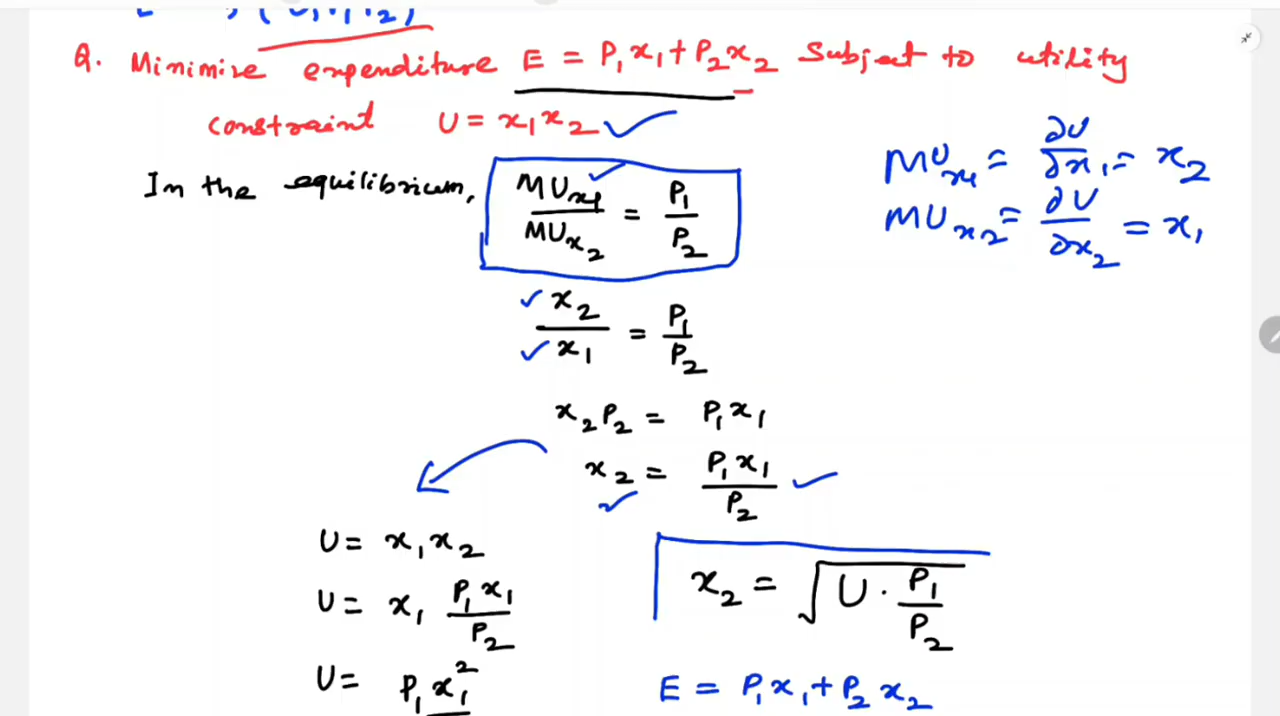 , (U, P₁, P₂)
Q. Minimize expenditure E = P₁x₁ + P₂x₂ Subject to utility
constraint U = x₁x₂ ✓
In the equilibrium, MUx₁ ✓ / MUx₂ = P₁ / P₂
MUx₁ = ∂U/∂x₁ = x₂
MUx₂ = ∂U/∂x₂ = x₁
✓ x₂ / ✓ x₁ = P₁ / P₂
x₂P₂ = P₁x₁
x₂ ✓ = P₁x₁ / P₂ ✓
U = x₁x₂
U = x₁ P₁x₁ / P₂
U = P₁x₁²
x₂ = √(U · P₁/P₂)
E = P₁x₁ + P₂x₂